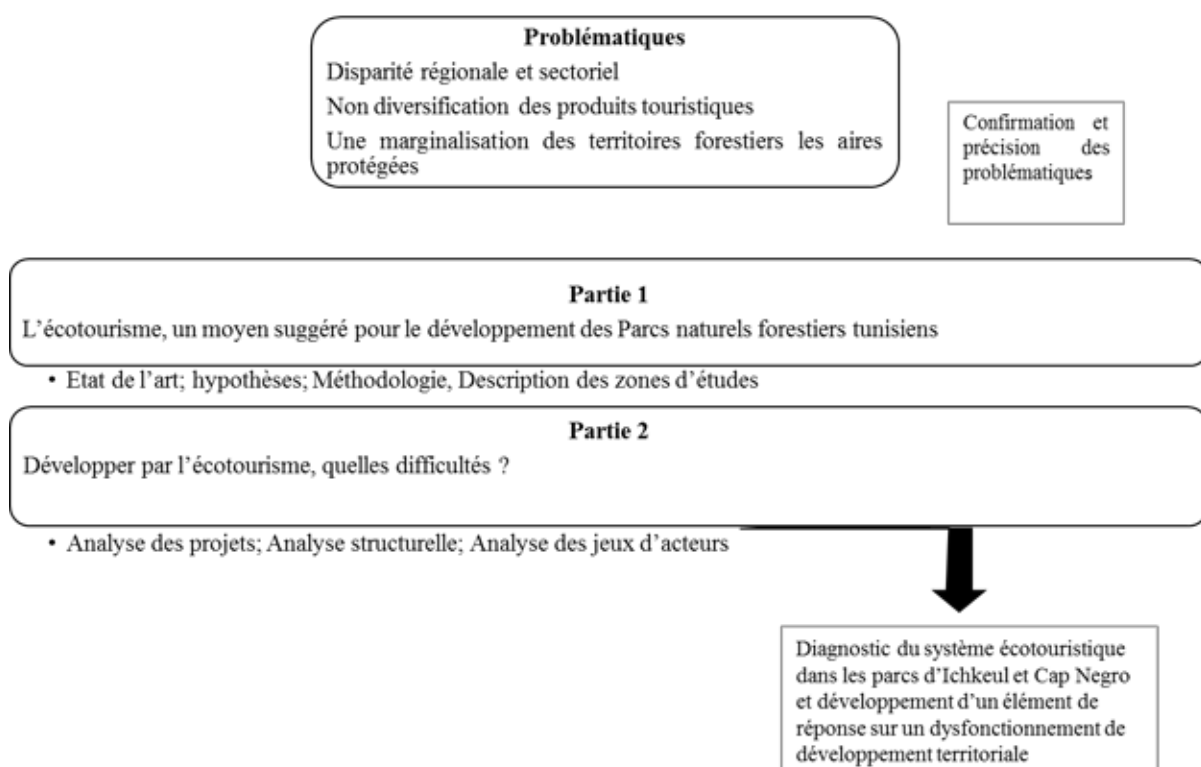 Problématiques
Disparité régionale et sectoriel
Non diversification des produits touristiques
Une marginalisation des territoires forestiers les aires
protégées
Confirmation et
précision des
problématiques
Partie 1
L’écotourisme, un moyen suggéré pour le développement des Parcs naturels forestiers tunisiens
• Etat de l’art; hypothèses; Méthodologie, Description des zones d’études
Partie 2
Développer par l’écotourisme, quelles difficultés ?
• Analyse des projets; Analyse structurelle; Analyse des jeux d’acteurs
Diagnostic du système écotouristique
dans les parcs d’Ichkeul et Cap Negro
et développement d’un élément de
réponse sur un dysfonctionnement de
développement territoriale